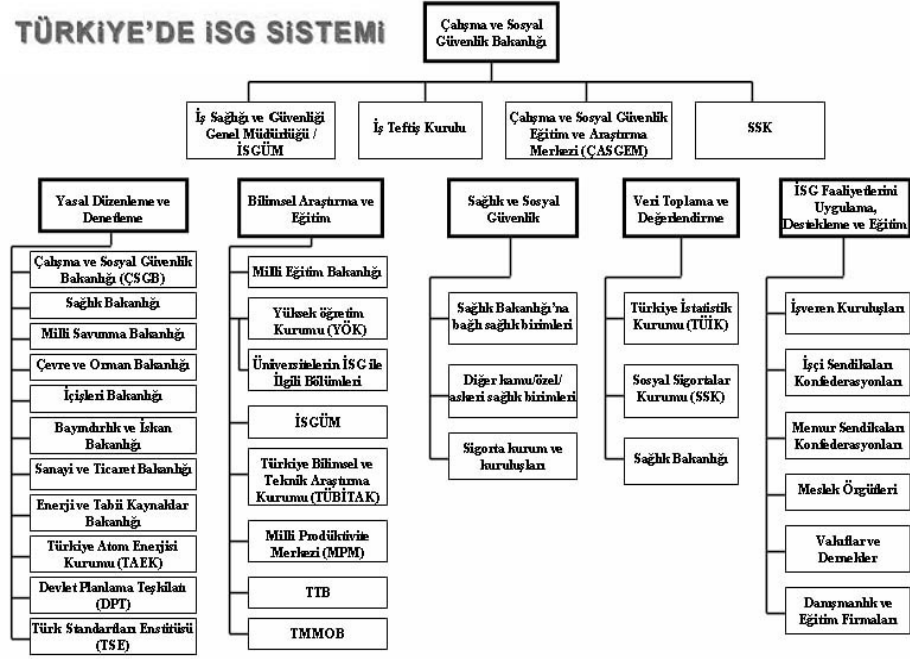 TÜRKİYE'DE İSG SİSTEMİ
Çalışma ve Sosyal
Güvenlik Bakanlığı
İş Sağlığı ve Güvenliği
Genel Müdürlüğü /
İSGÜM
İş Teftiş Kurulu
Çalışma ve Sosyal Güvenlik
Eğitim ve Araştırma
Merkezi (ÇASGEM)
SSK
Yasal Düzenleme ve
Denetleme
Çalışma ve Sosyal Güvenlik
Bakanlığı (ÇSGB)
Sağlık Bakanlığı
Milli Savunma Bakanlığı
Çevre ve Orman Bakanlığı
İçişleri Bakanlığı
Bayındırlık ve İskan
Bakanlığı
Sanayi ve Ticaret Bakanlığı
Enerji ve Tabii Kaynaklar
Bakanlığı
Türkiye Atom Enerjisi
Kurumu (TAEK)
Devlet Planlama Teşkilatı
(DPT)
Türk Standartları Enstitüsü
(TSE)
Bilimsel Araştırma ve
Eğitim
Milli Eğitim Bakanlığı
Yüksek öğretim
Kurumu (YÖK)
Üniversitelerin İSG ile
İlgili Bölümleri
İSGÜM
Türkiye Bilimsel ve
Teknik Araştırma
Kurumu (TÜBİTAK)
Milli Prodüktivite
Merkezi (MPM)
TTB
TMMOB
Sağlık ve Sosyal
Güvenlik
Sağlık Bakanlığı'na
bağlı sağlık birimleri
Diğer kamu/özel/
askeri sağlık birimleri
Sigorta kurum ve
kuruluşları
Veri Toplama ve
Değerlendirme
Türkiye İstatistik
Kurumu (TÜİK)
Sosyal Sigortalar
Kurumu (SSK)
Sağlık Bakanlığı
İSG Faaliyetlerini
Uygulama,
Destekleme ve Eğitim
İşveren Kuruluşları
İşçi Sendikaları
Konfederasyonları
Memur Sendikaları
Konfederasyonları
Meslek Örgütleri
Vakıflar ve
Dernekler
Danışmanlık ve
Eğitim Firmaları